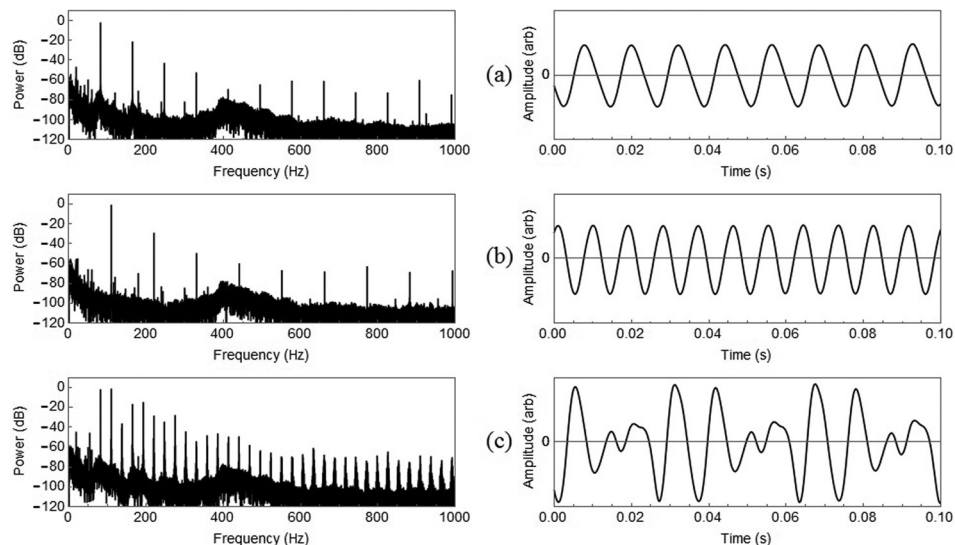 0
−20
−40
−60
−80
−100
−120
Power (dB)
0 200 400 600 800 1000
Frequency (Hz)
(a)
Amplitude (arb)
0
0.00 0.02 0.04 0.06 0.08 0.10
Time (s)
0
−20
−40
−60
−80
−100
−120
Power (dB)
0 200 400 600 800 1000
Frequency (Hz)
(b)
Amplitude (arb)
0
0.00 0.02 0.04 0.06 0.08 0.10
Time (s)
0
−20
−40
−60
−80
−100
−120
Power (dB)
0 200 400 600 800 1000
Frequency (Hz)
(c)
Amplitude (arb)
0
0.00 0.02 0.04 0.06 0.08 0.10
Time (s)